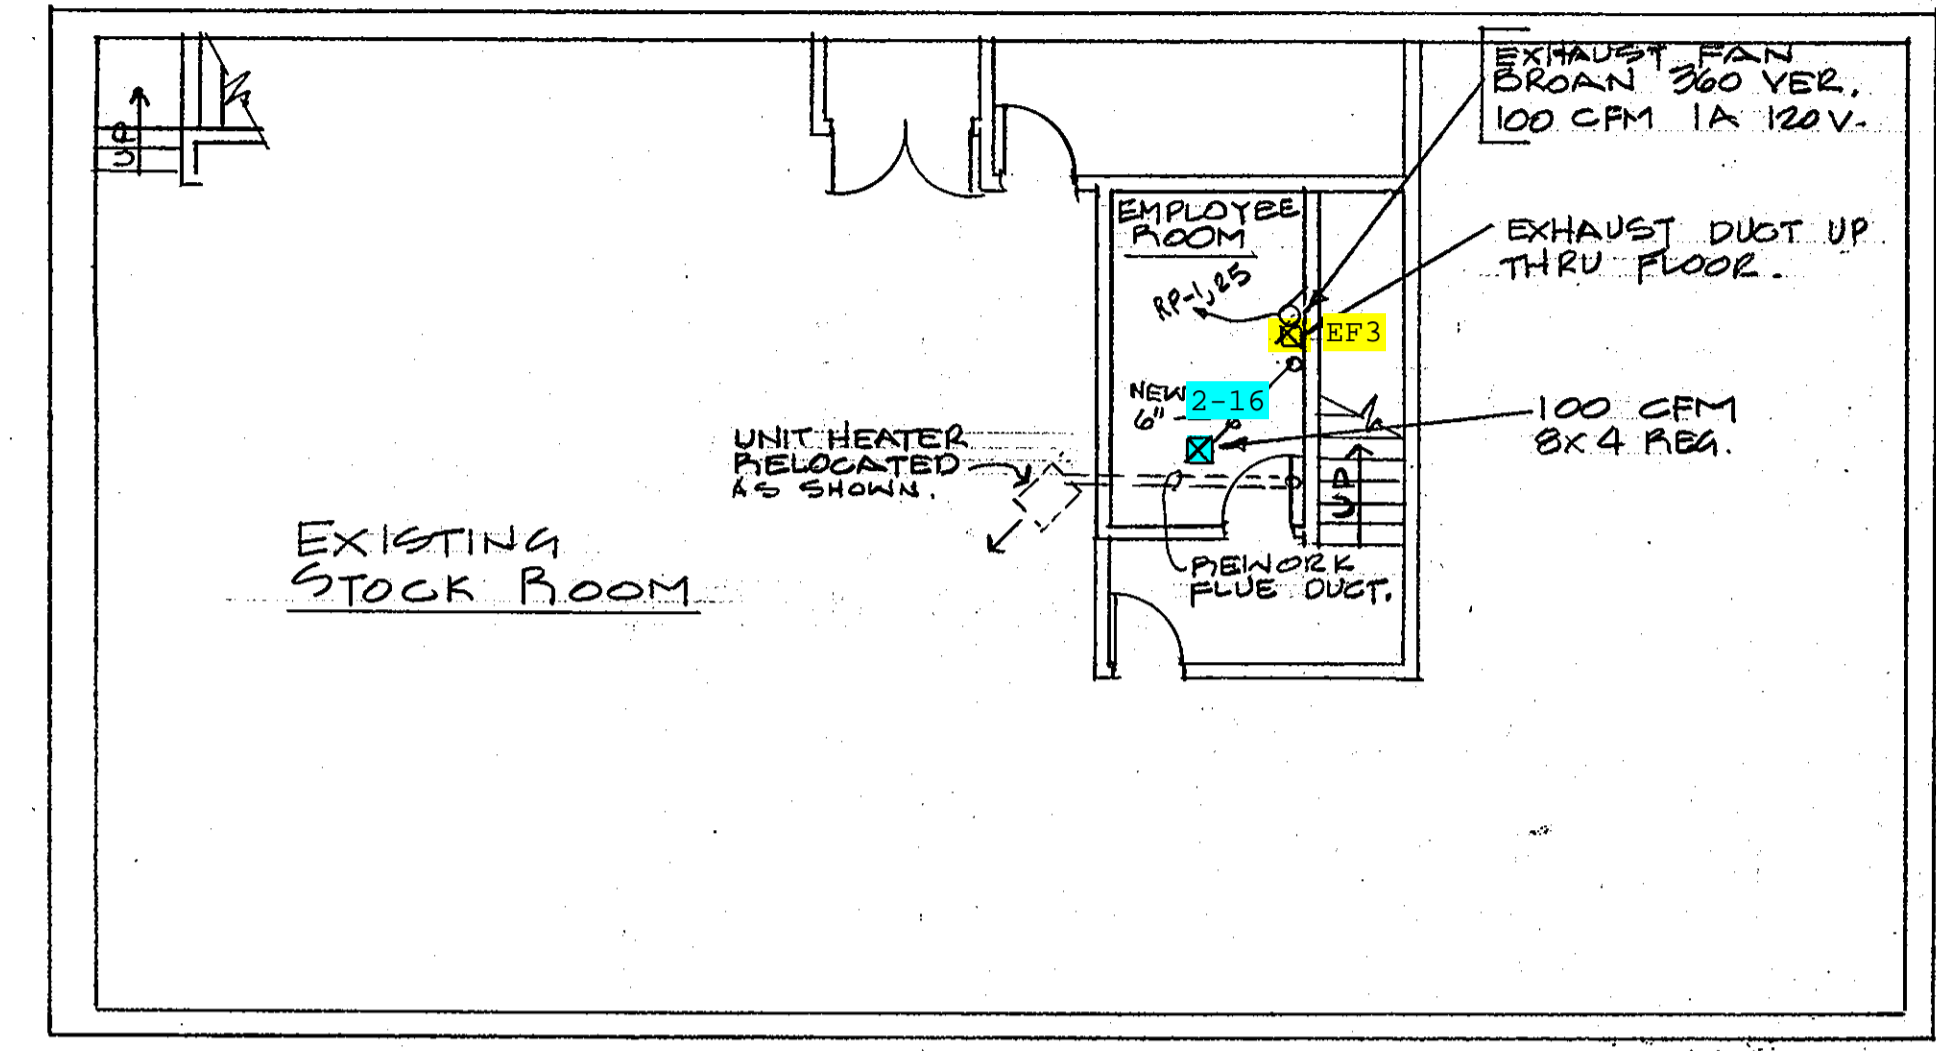 EXHAUST FAN
BROAN 360 VER.
100 CFM 1A 120V.
UP
EMPLOYEE
ROOM
EXHAUST DUCT UP
THRU FLOOR.
RP-1,25
EF3
NEW
6"
2-16
100 CFM
8X4 REG.
UNIT HEATER
RELOCATED
AS SHOWN.
UP
EXISTING
STOCK ROOM
REWORK
FLUE DUCT.